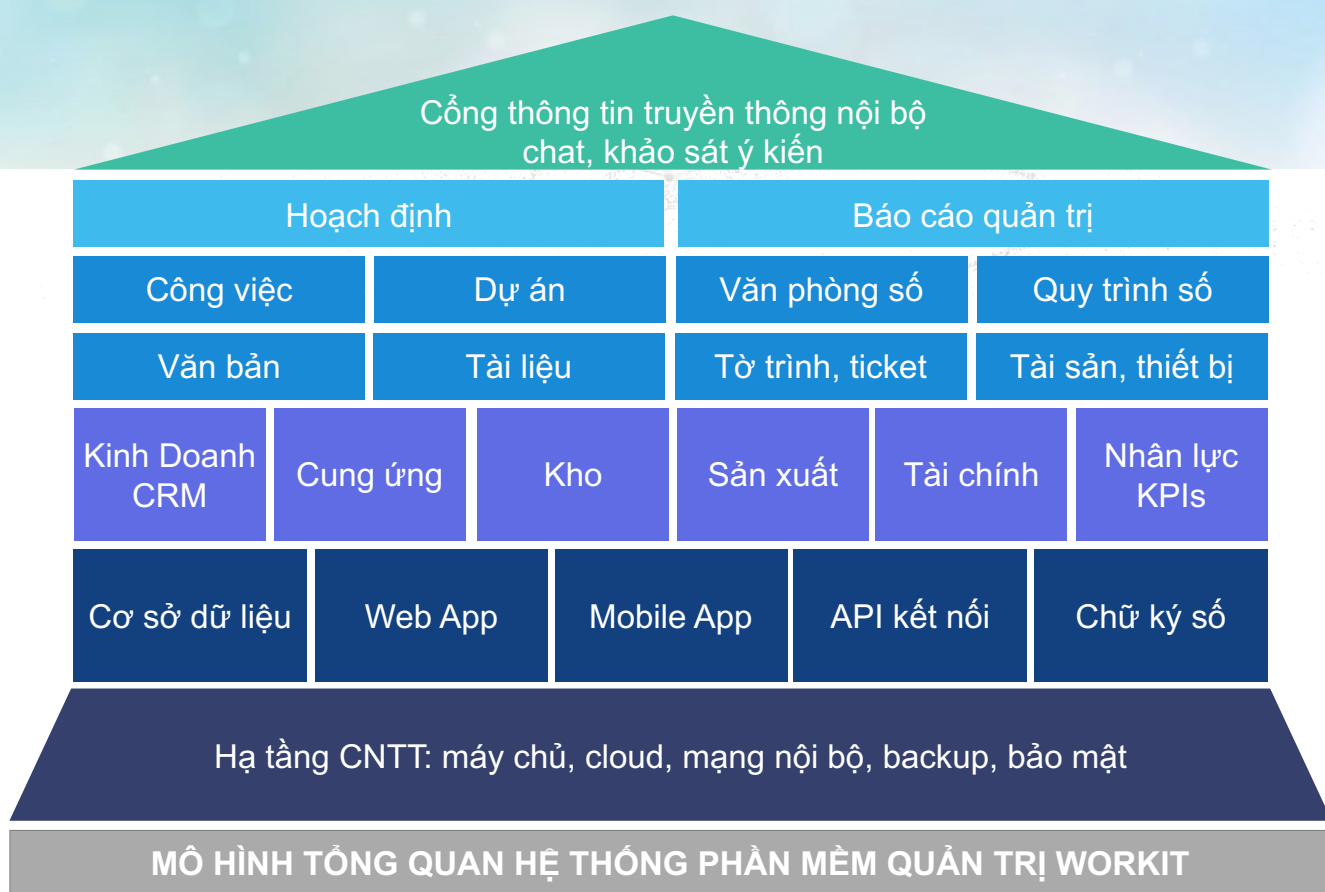 Cổng thông tin truyền thông nội bộ
chat, khảo sát ý kiến
Hoạch định
Báo cáo quản trị
Công việc
Dự án
Văn phòng số
Quy trình số
Văn bản
Tài liệu
Tờ trình, ticket
Tài sản, thiết bị
Kinh Doanh
CRM
Cung ứng
Kho
Sản xuất
Tài chính
Nhân lực
KPIs
Cơ sở dữ liệu
Web App
Mobile App
API kết nối
Chữ ký số
Hạ tầng CNTT: máy chủ, cloud, mạng nội bộ, backup, bảo mật
MÔ HÌNH TỔNG QUAN HỆ THỐNG PHẦN MỀM QUẢN TRỊ WORKIT